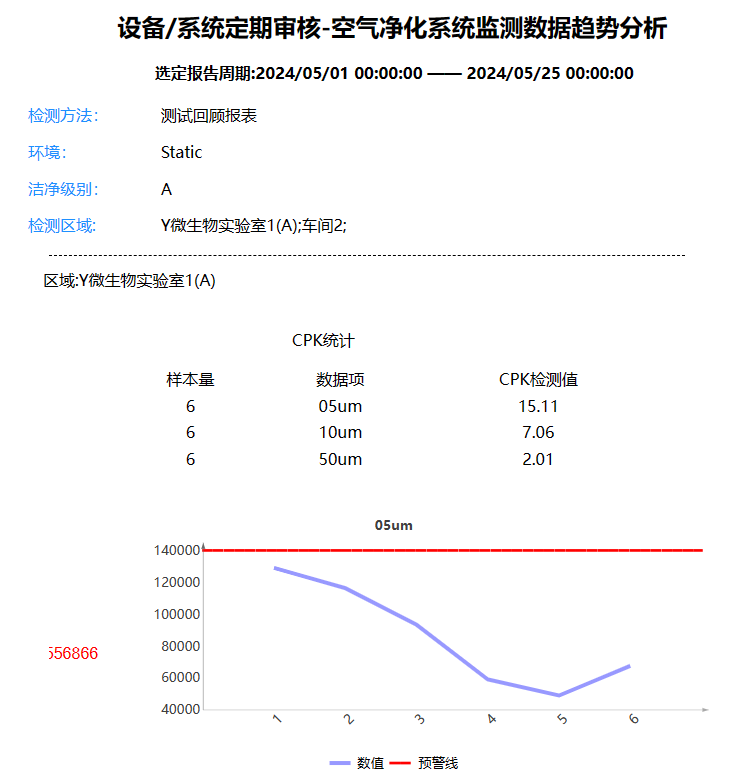 设备/系统定期审核-空气净化系统监测数据趋势分析
选定报告周期:2024/05/01 00:00:00 —— 2024/05/25 00:00:00
检测方法: 测试回顾报表
环境: Static
洁净级别: A
检测区域: Y微生物实验室1(A);车间2;
区域:Y微生物实验室1(A)
CPK统计
样本量 数据项 CPK检测值
6 05um 15.11
6 10um 7.06
6 50um 2.01
05um
140000
120000
100000
80000
556866
60000
40000
1 2 3 4 5 6
数值 预警线